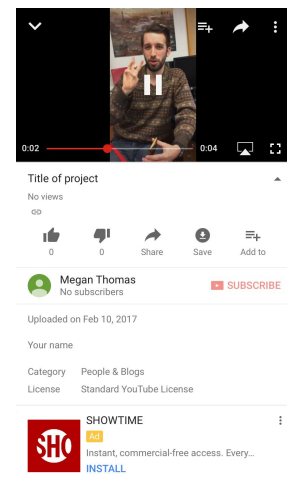 0:02
0:04
Title of project
No views
0
0
Share
Save
Add to
Megan Thomas
No subscribers
SUBSCRIBE
Uploaded on Feb 10, 2017
Your name
Category People & Blogs
License Standard YouTube License
SHO
SHOWTIME
Ad
Instant, commercial-free access. Every...
INSTALL